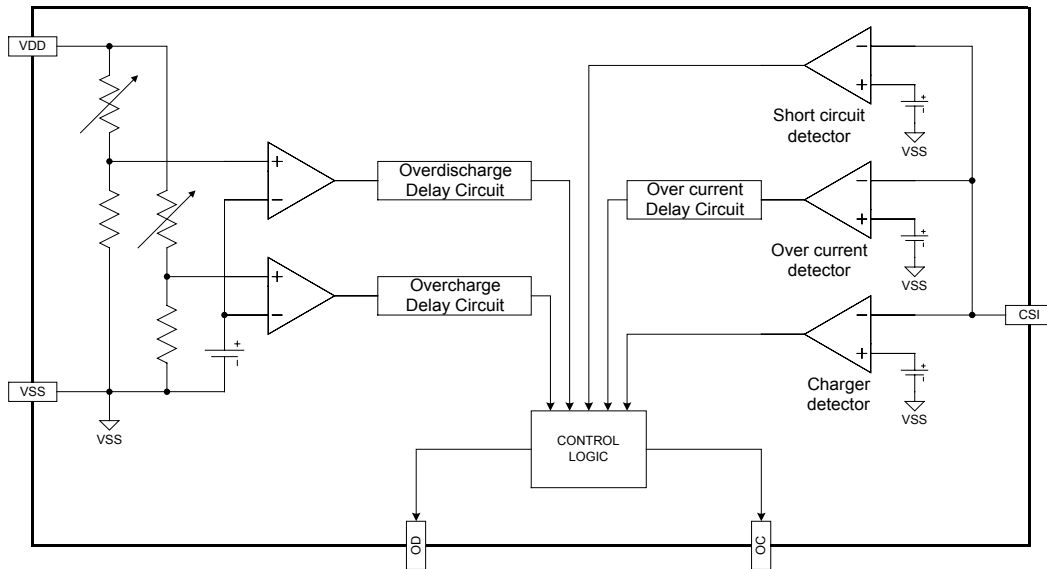 VDD
+
−
Short circuit
detector
+
-
VSS
+
−
Overdischarge
Delay Circuit
Over current
Delay Circuit
−
+
Over current
detector
+
-
VSS
+
−
Overcharge
Delay Circuit
+
-
−
+
Charger
detector
+
-
VSS
CSI
VSS
VSS
CONTROL
LOGIC
OD
OC